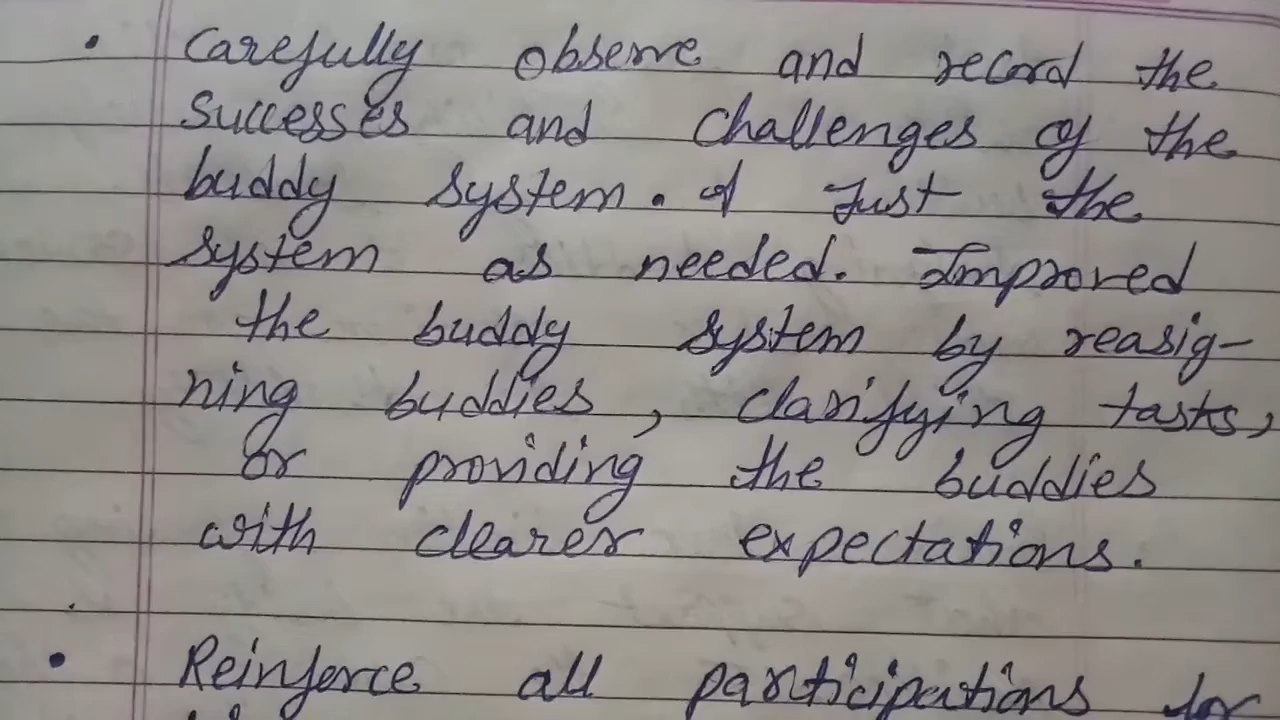 • Carefully observe and record the
successes and challenges of the
buddy system. Just the
system as needed. Improved
the buddy system by reasig-
ning buddies, clarifying tasks,
or providing the buddies
with clearer expectations.
• Reinforce all participations for